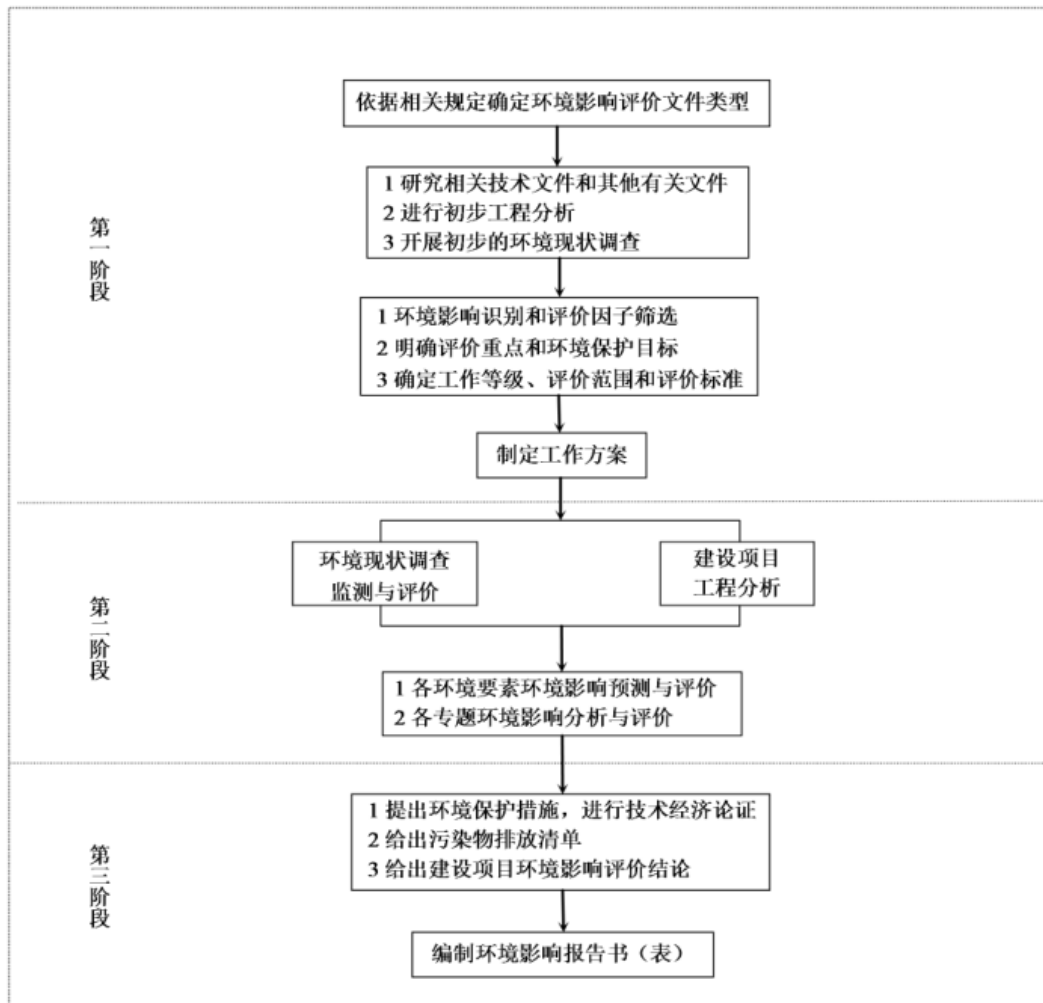 依据相关规定确定环境影响评价文件类型
1 研究相关技术文件和其他有关文件
2 进行初步工程分析
3 开展初步的环境现状调查
第一阶段
1 环境影响识别和评价因子筛选
2 明确评价重点和环境保护目标
3 确定工作等级、评价范围和评价标准
制定工作方案
环境现状调查
监测与评价
建设项目
工程分析
第二阶段
1 各环境要素环境影响预测与评价
2 各专题环境影响分析与评价
第三阶段
1 提出环境保护措施，进行技术经济论证
2 给出污染物排放清单
3 给出建设项目环境影响评价结论
编制环境影响报告书（表）